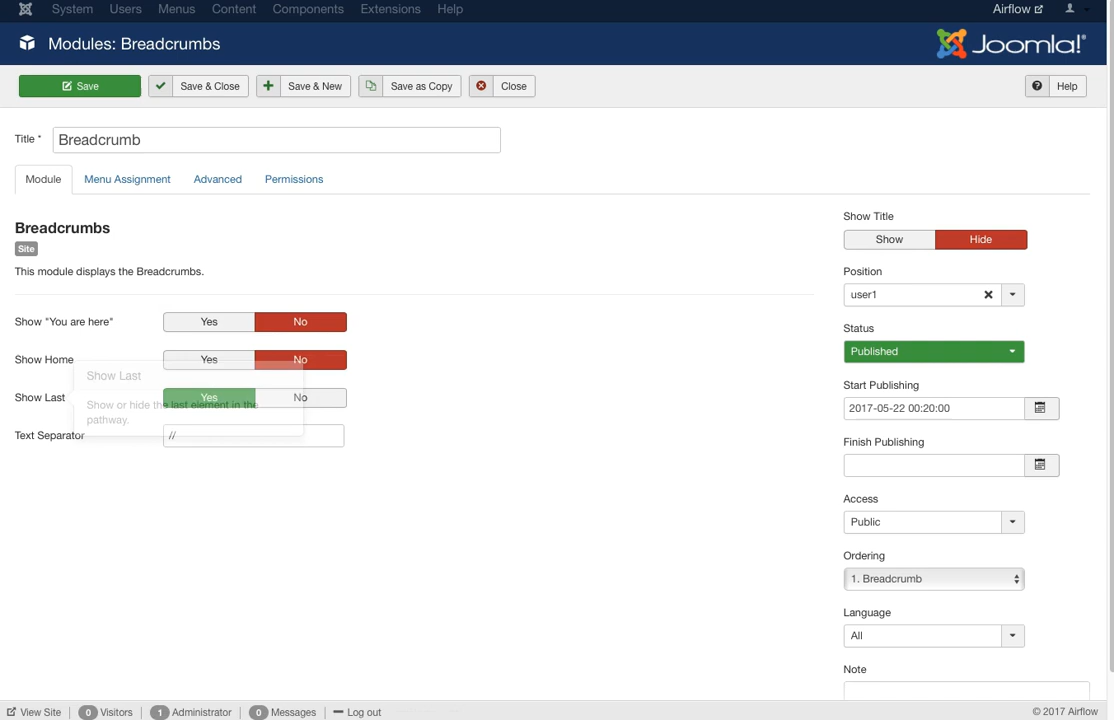 System Users Menus Content Components Extensions Help Airflow
Modules: Breadcrumbs Joomla!®
Save Save & Close Save & New Save as Copy Close Help
Title * Breadcrumb
Module Menu Assignment Advanced Permissions
Breadcrumbs
Site
This module displays the Breadcrumbs.
Show "You are here" Yes No
Show Home Yes No
Show Last
Show Last Yes No
Show or hide the last element in the
pathway.
Text Separator //
Show Title
Show Hide
Position
user1
Status
Published
Start Publishing
2017-05-22 00:20:00
Finish Publishing
Access
Public
Ordering
1. Breadcrumb
Language
All
Note
View Site 0 Visitors 1 Administrator 0 Messages Log out © 2017 Airflow